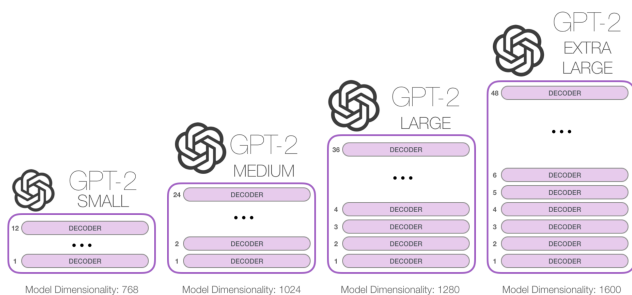 GPT-2
SMALL
12 DECODER
...
1 DECODER
Model Dimensionality: 768
GPT-2
MEDIUM
24 DECODER
...
2 DECODER
1 DECODER
Model Dimensionality: 1024
GPT-2
LARGE
36 DECODER
...
4 DECODER
3 DECODER
2 DECODER
1 DECODER
Model Dimensionality: 1280
GPT-2
EXTRA
LARGE
48 DECODER
...
6 DECODER
5 DECODER
4 DECODER
3 DECODER
2 DECODER
1 DECODER
Model Dimensionality: 1600